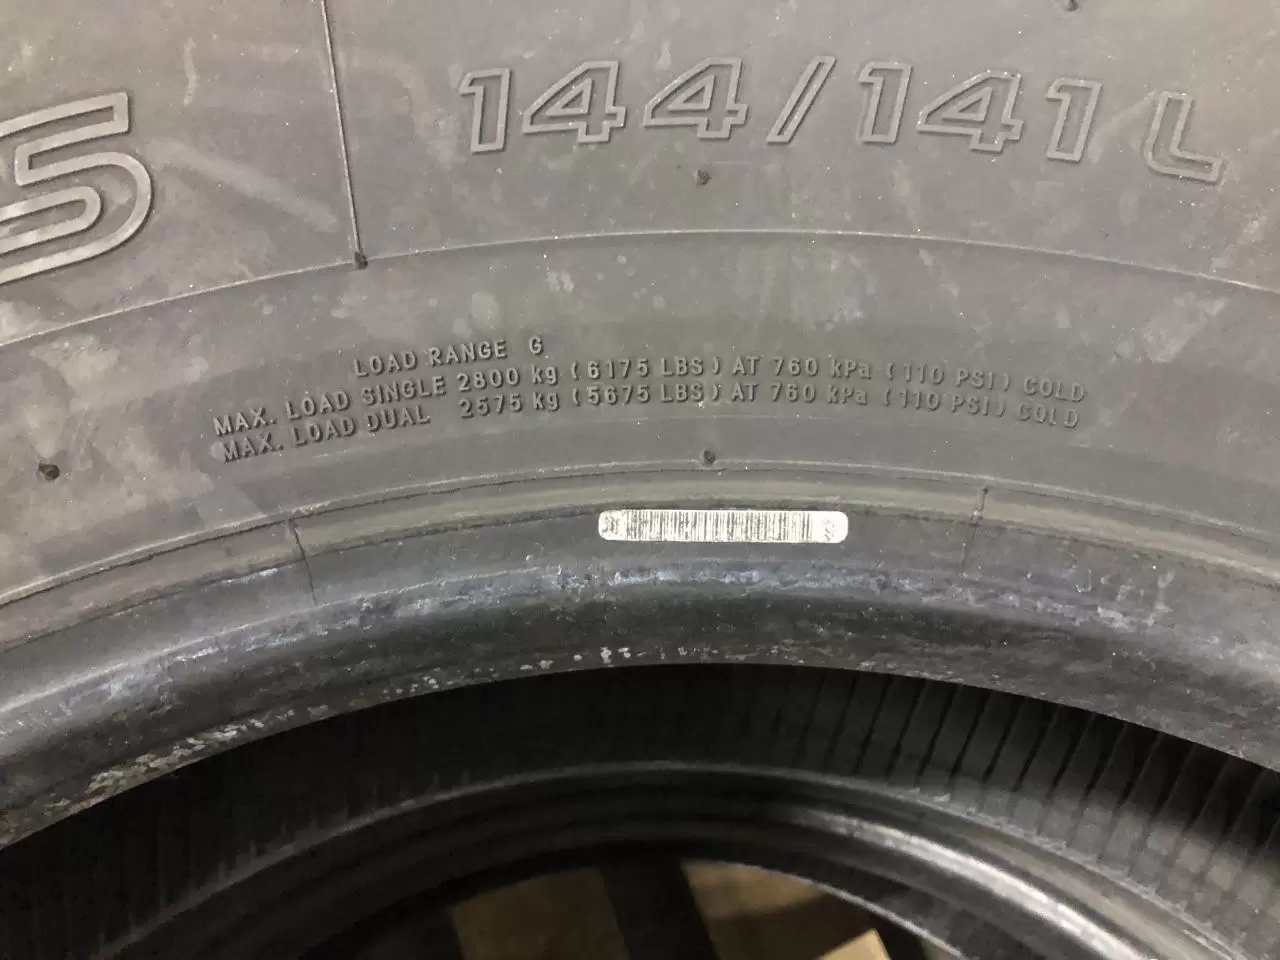 5 144/141 L
LOAD RANGE G
MAX. LOAD SINGLE 2800 kg (6175 LBS) AT 760 kPa (110 PSI) COLD
MAX. LOAD DUAL 2575 kg (5675 LBS) AT 760 kPa (110 PSI) COLD